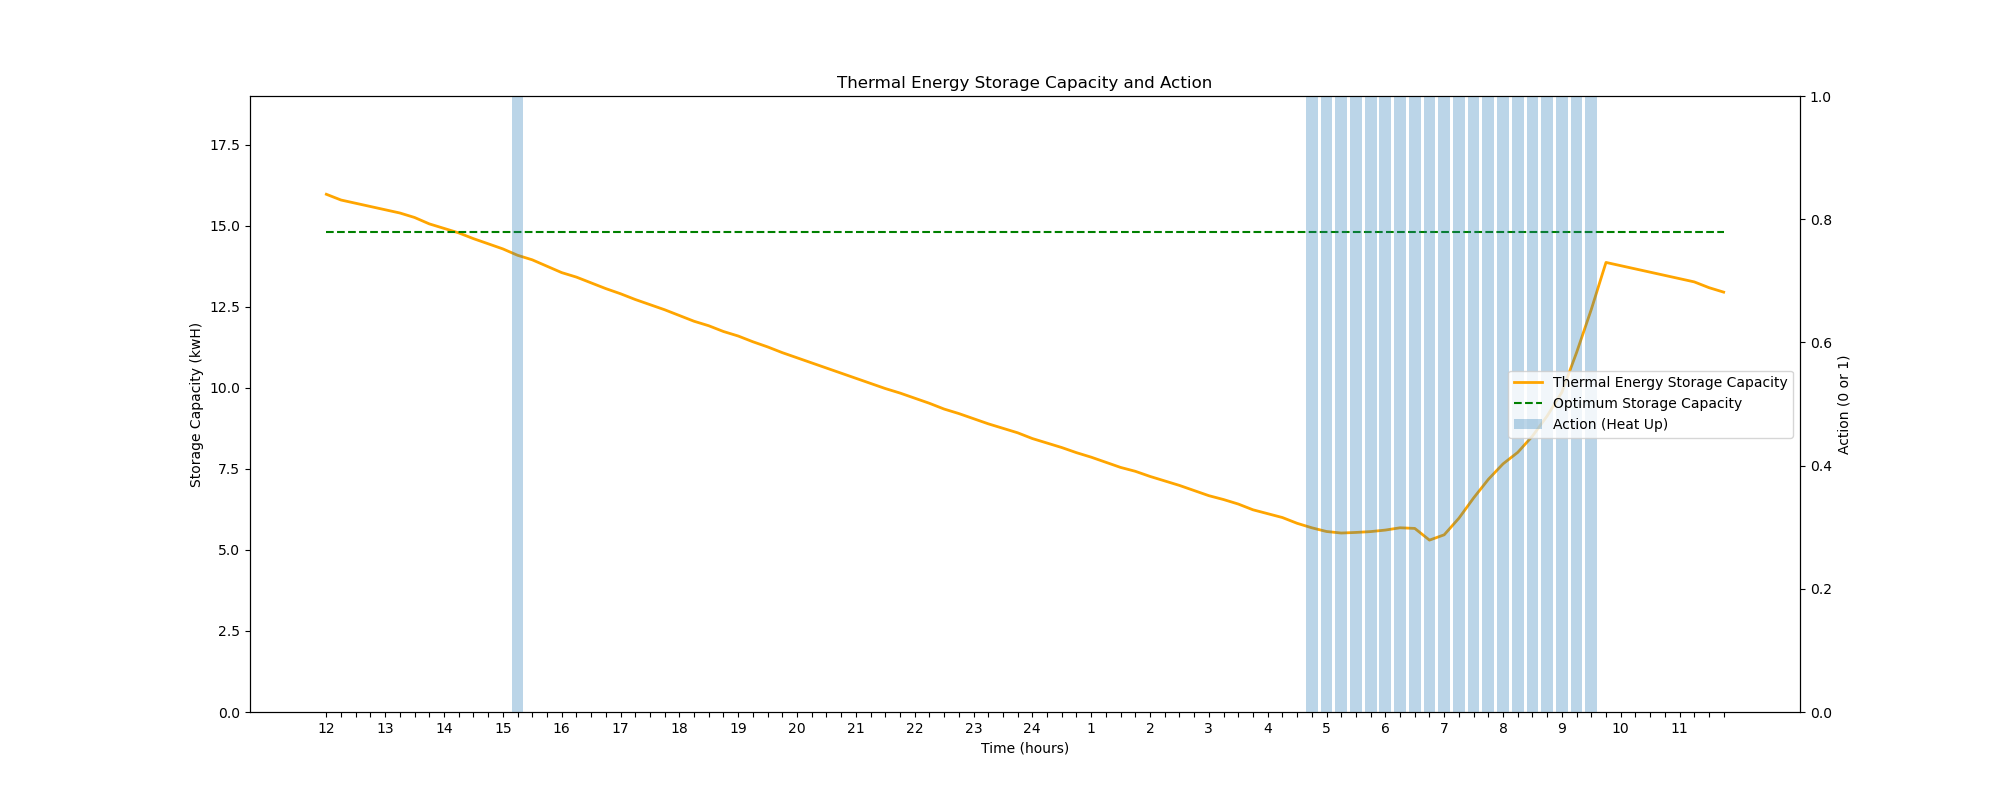 Thermal Energy Storage Capacity and Action
17.5
15.0
12.5
10.0
7.5
5.0
2.5
0.0
Storage Capacity (kwH)
1.0
0.8
0.6
0.4
0.2
0.0
Action (0 or 1)
Thermal Energy Storage Capacity
Optimum Storage Capacity
Action (Heat Up)
12 13 14 15 16 17 18 19 20 21 22 23 24 1 2 3 4 5 6 7 8 9 10 11
Time (hours)